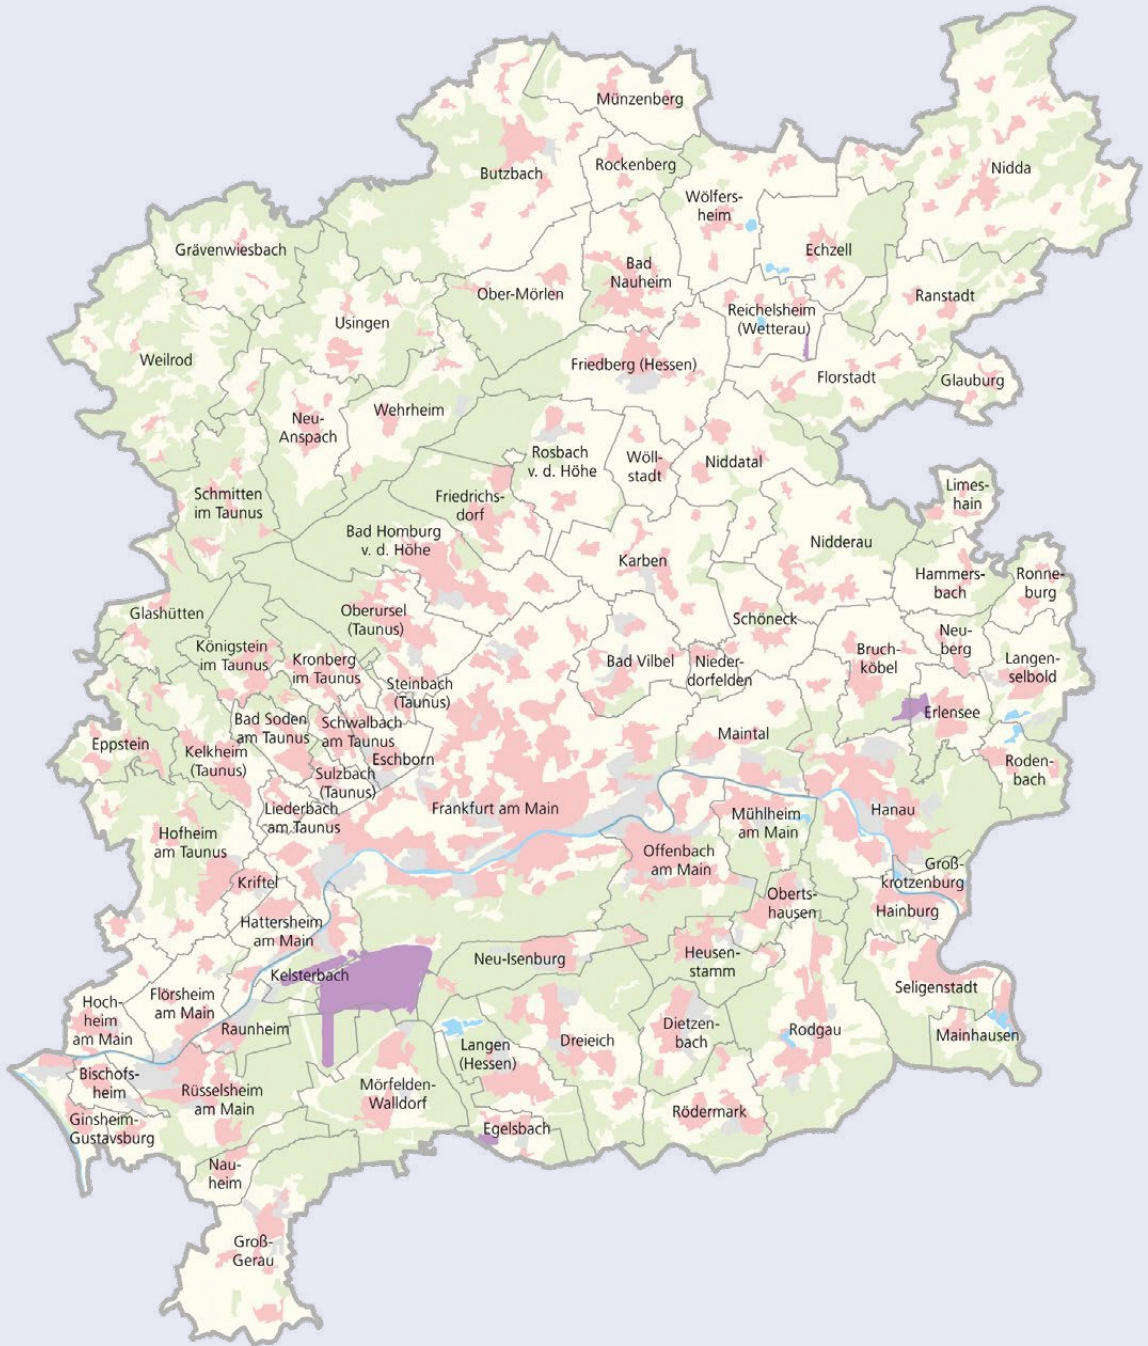 Münzenberg
Butzbach
Rockenberg
Nidda
Wölfers-
heim
Grävenwiesbach
Echzell
Bad
Nauheim
Ober-Mörlen
Ranstadt
Reichelsheim
(Wetterau)
Usingen
Weilrod
Friedberg (Hessen)
Florstadt
Glauburg
Wehrheim
Neu-
Anspach
Rosbach
v. d. Höhe
Wöll-
stadt
Niddatal
Limes-
hain
Schmitten
im Taunus
Friedrichs-
dorf
Bad Homburg
v. d. Höhe
Nidderau
Karben
Hammers-
bach
Ronne-
burg
Glashütten
Oberursel
(Taunus)
Schöneck
Neu-
berg
Königstein
im Taunus
Kronberg
im Taunus
Bad Vilbel
Nieder-
dorfelden
Bruch-
köbel
Langen-
selbold
Steinbach
(Taunus)
Erlensee
Bad Soden
am Taunus
Schwalbach
am Taunus
Maintal
Eppstein
Kelkheim
(Taunus)
Eschborn
Roden-
bach
Sulzbach
(Taunus)
Liederbach
am Taunus
Frankfurt am Main
Mühlheim
am Main
Hanau
Hofheim
am Taunus
Offenbach
am Main
Groß-
krotzenburg
Kriftel
Oberts-
hausen
Hainburg
Hattersheim
am Main
Neu-Isenburg
Heusen-
stamm
Kelsterbach
Seligenstadt
Hoch-
heim
am Main
Flörsheim
am Main
Raunheim
Langen
(Hessen)
Dreieich
Dietzen-
bach
Rodgau
Mainhausen
Bischofs-
heim
Rüsselsheim
am Main
Mörfelden-
Walldorf
Rödermark
Ginsheim-
Gustavsburg
Egelsbach
Nau-
heim
Groß-
Gerau